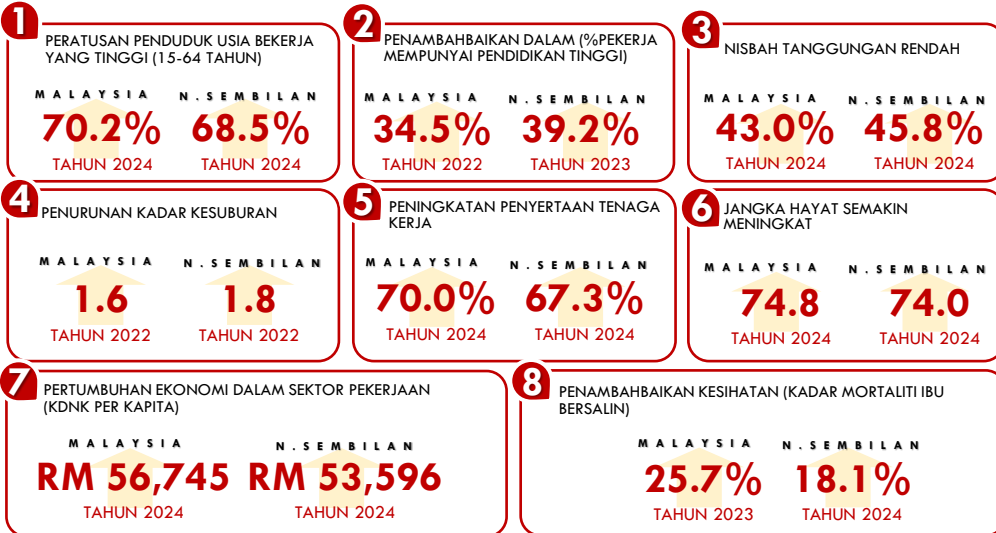 1
PERATUSAN PENDUDUK USIA BEKERJA
YANG TINGGI (15-64 TAHUN)
MALAYSIA N.SEMBILAN
70.2% 68.5%
TAHUN 2024 TAHUN 2024
2
PENAMBAHBAIKAN DALAM (%PEKERJA
MEMPUNYAI PENDIDIKAN TINGGI)
MALAYSIA N.SEMBILAN
34.5% 39.2%
TAHUN 2022 TAHUN 2023
3
NISBAH TANGGUNGAN RENDAH
MALAYSIA N.SEMBILAN
43.0% 45.8%
TAHUN 2024 TAHUN 2024
4
PENURUNAN KADAR KESUBURAN
MALAYSIA N.SEMBILAN
1.6 1.8
TAHUN 2022 TAHUN 2022
5
PENINGKATAN PENYERTAAN TENAGA
KERJA
MALAYSIA N.SEMBILAN
70.0% 67.3%
TAHUN 2024 TAHUN 2024
6
JANGKA HAYAT SEMAKIN
MENINGKAT
MALAYSIA N.SEMBILAN
74.8 74.0
TAHUN 2024 TAHUN 2024
7
PERTUMBUHAN EKONOMI DALAM SEKTOR PEKERJAAN
(KDNK PER KAPITA)
MALAYSIA N.SEMBILAN
RM 56,745 RM 53,596
TAHUN 2024 TAHUN 2024
8
PENAMBAHBAIKAN KESIHATAN (KADAR MORTALITI IBU
BERSALIN)
MALAYSIA N.SEMBILAN
25.7% 18.1%
TAHUN 2023 TAHUN 2024